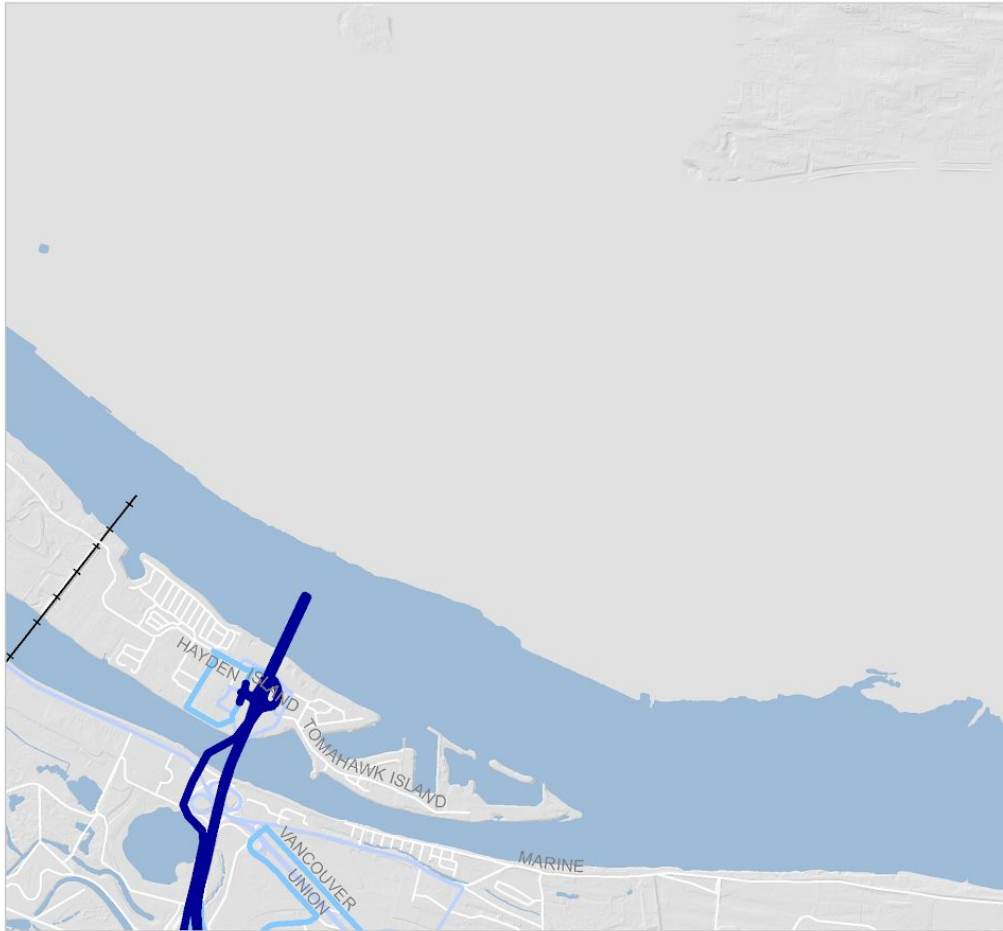 HAYDEN ISLAND
TOMAHAWK ISLAND
VANCOUVER
UNION
MARINE